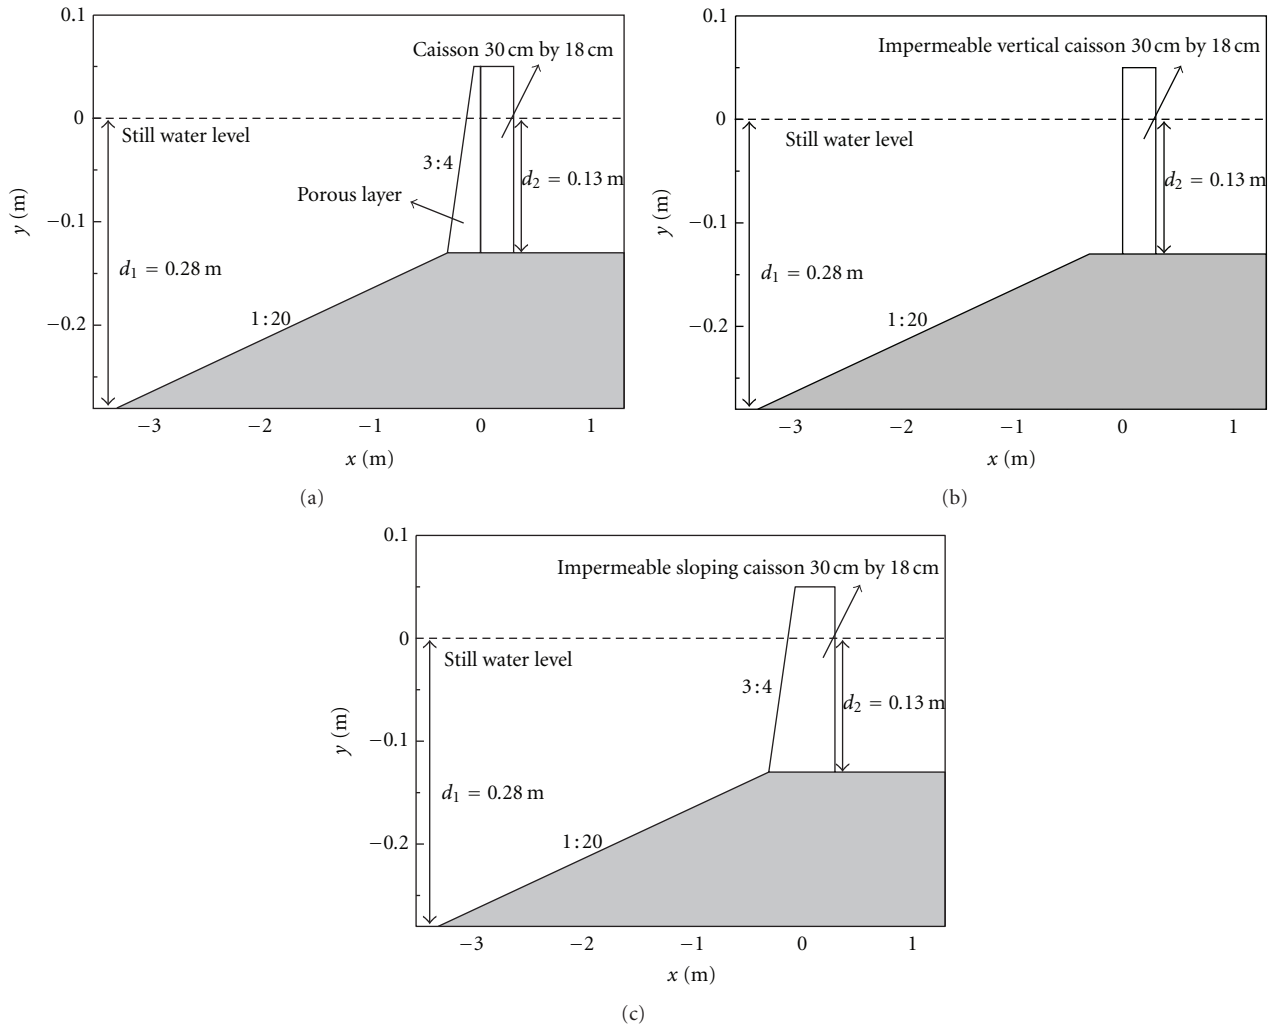 0.1
Caisson 30 cm by 18 cm
0
Still water level
3:4
d₂ = 0.13 m
Porous layer
y (m)
−0.1
d₁ = 0.28 m
1:20
−0.2
−3 −2 −1 0 1
x (m)
(a)
0.1
Impermeable vertical caisson 30 cm by 18 cm
0
Still water level
d₂ = 0.13 m
y (m)
−0.1
d₁ = 0.28 m
1:20
−0.2
−3 −2 −1 0 1
x (m)
(b)
0.1
Impermeable sloping caisson 30 cm by 18 cm
0
Still water level
3:4
d₂ = 0.13 m
y (m)
−0.1
d₁ = 0.28 m
1:20
−0.2
−3 −2 −1 0 1
x (m)
(c)